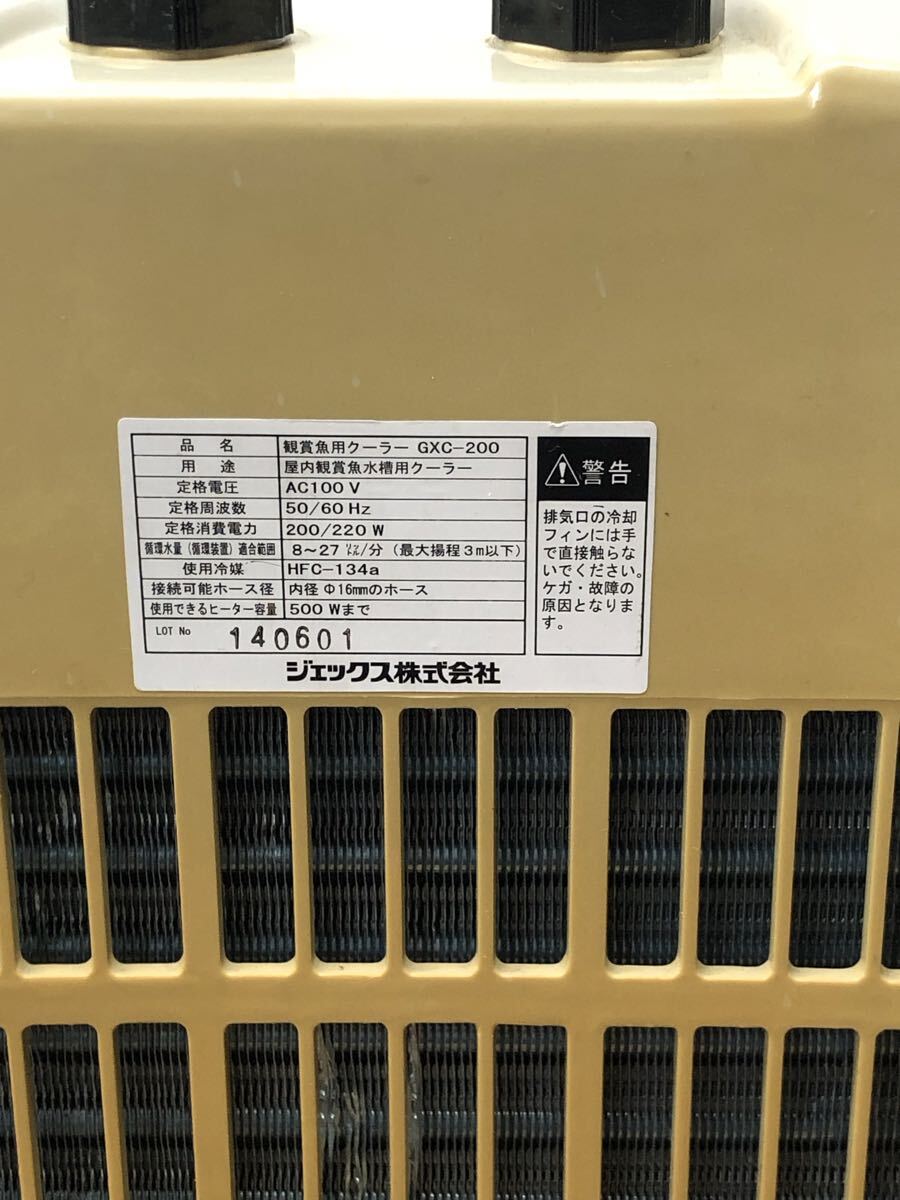 品名 観賞魚用クーラー GXC-200
用途 屋内観賞魚水槽用クーラー
定格電圧 AC100V
定格周波数 50/60Hz
定格消費電力 200/220W
循環水量(循環装置)適合範囲 8~27㍑/分(最大揚程3m以下)
使用冷媒 HFC-134a
接続可能ホース径 内径Φ16mmのホース
使用できるヒーター容量 500Wまで
LOT No 140601
ジェックス株式会社
⚠警告
排気口の冷却
フィンには手
で直接触らな
いでください。
ケガ・故障の
原因となりま
す。